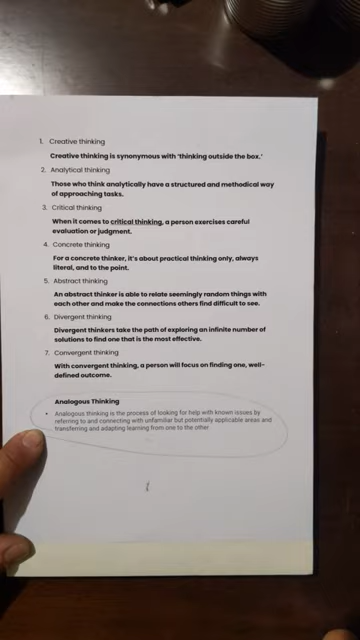 1. Creative thinking
Creative thinking is synonymous with 'thinking outside the box.'
2. Analytical thinking
Those who think analytically have a structured and methodical way
of approaching tasks.
3. Critical thinking
When it comes to critical thinking, a person exercises careful
evaluation or judgment.
4. Concrete thinking
For a concrete thinker, it's about practical thinking only, always
literal, and to the point.
5. Abstract thinking
An abstract thinker is able to relate seemingly random things with
each other and make the connections others find difficult to see.
6. Divergent thinking
Divergent thinkers take the path of exploring an infinite number of
solutions to find one that is the most effective.
7. Convergent thinking
With convergent thinking, a person will focus on finding one, well-
defined outcome.
Analogous Thinking
• Analogous thinking is the process of looking for help with known issues by
referring to and connecting with unfamiliar but potentially applicable areas and
transferring and adapting learning from one to the other